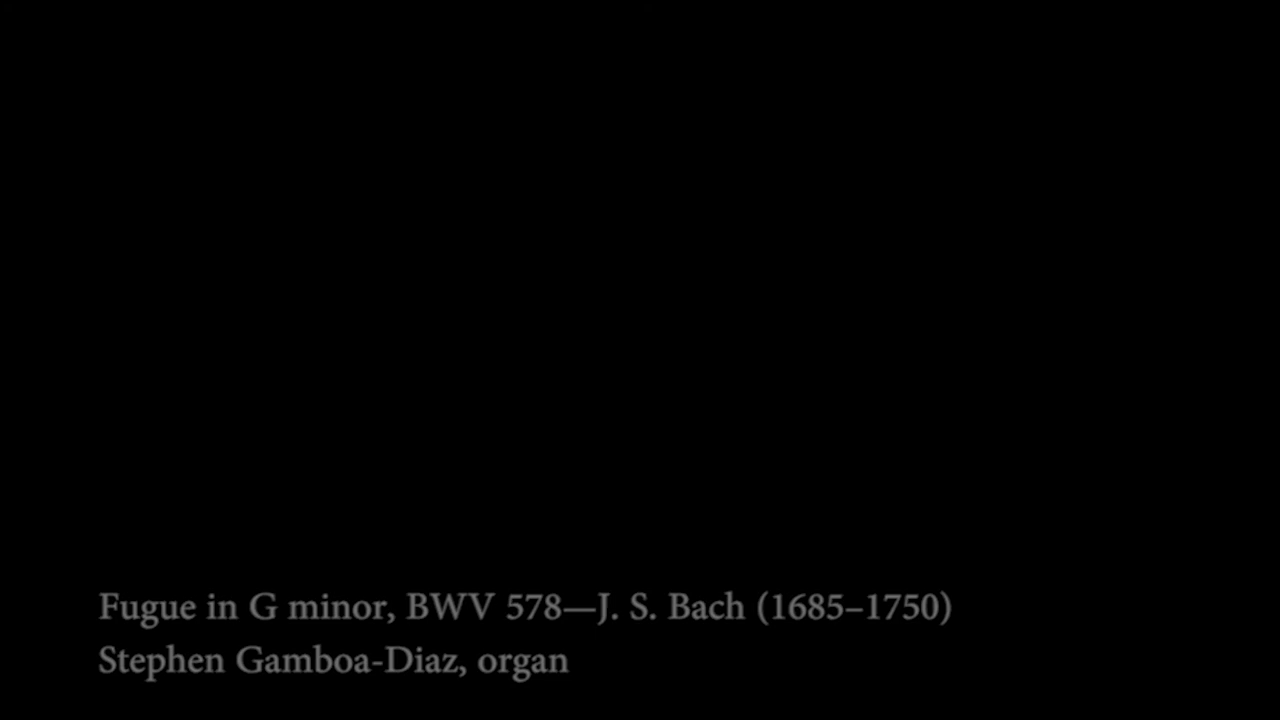 Fugue in G minor, BWV 578—J. S. Bach (1685–1750)
Stephen Gamboa-Diaz, organ